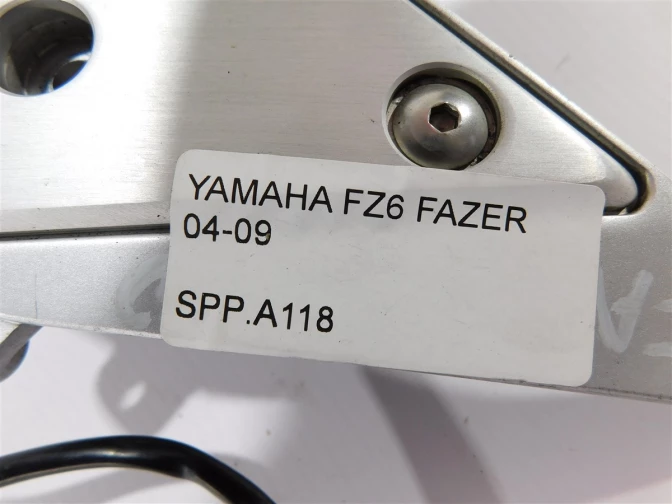 YAMAHA FZ6 FAZER
04-09
SPP.A118